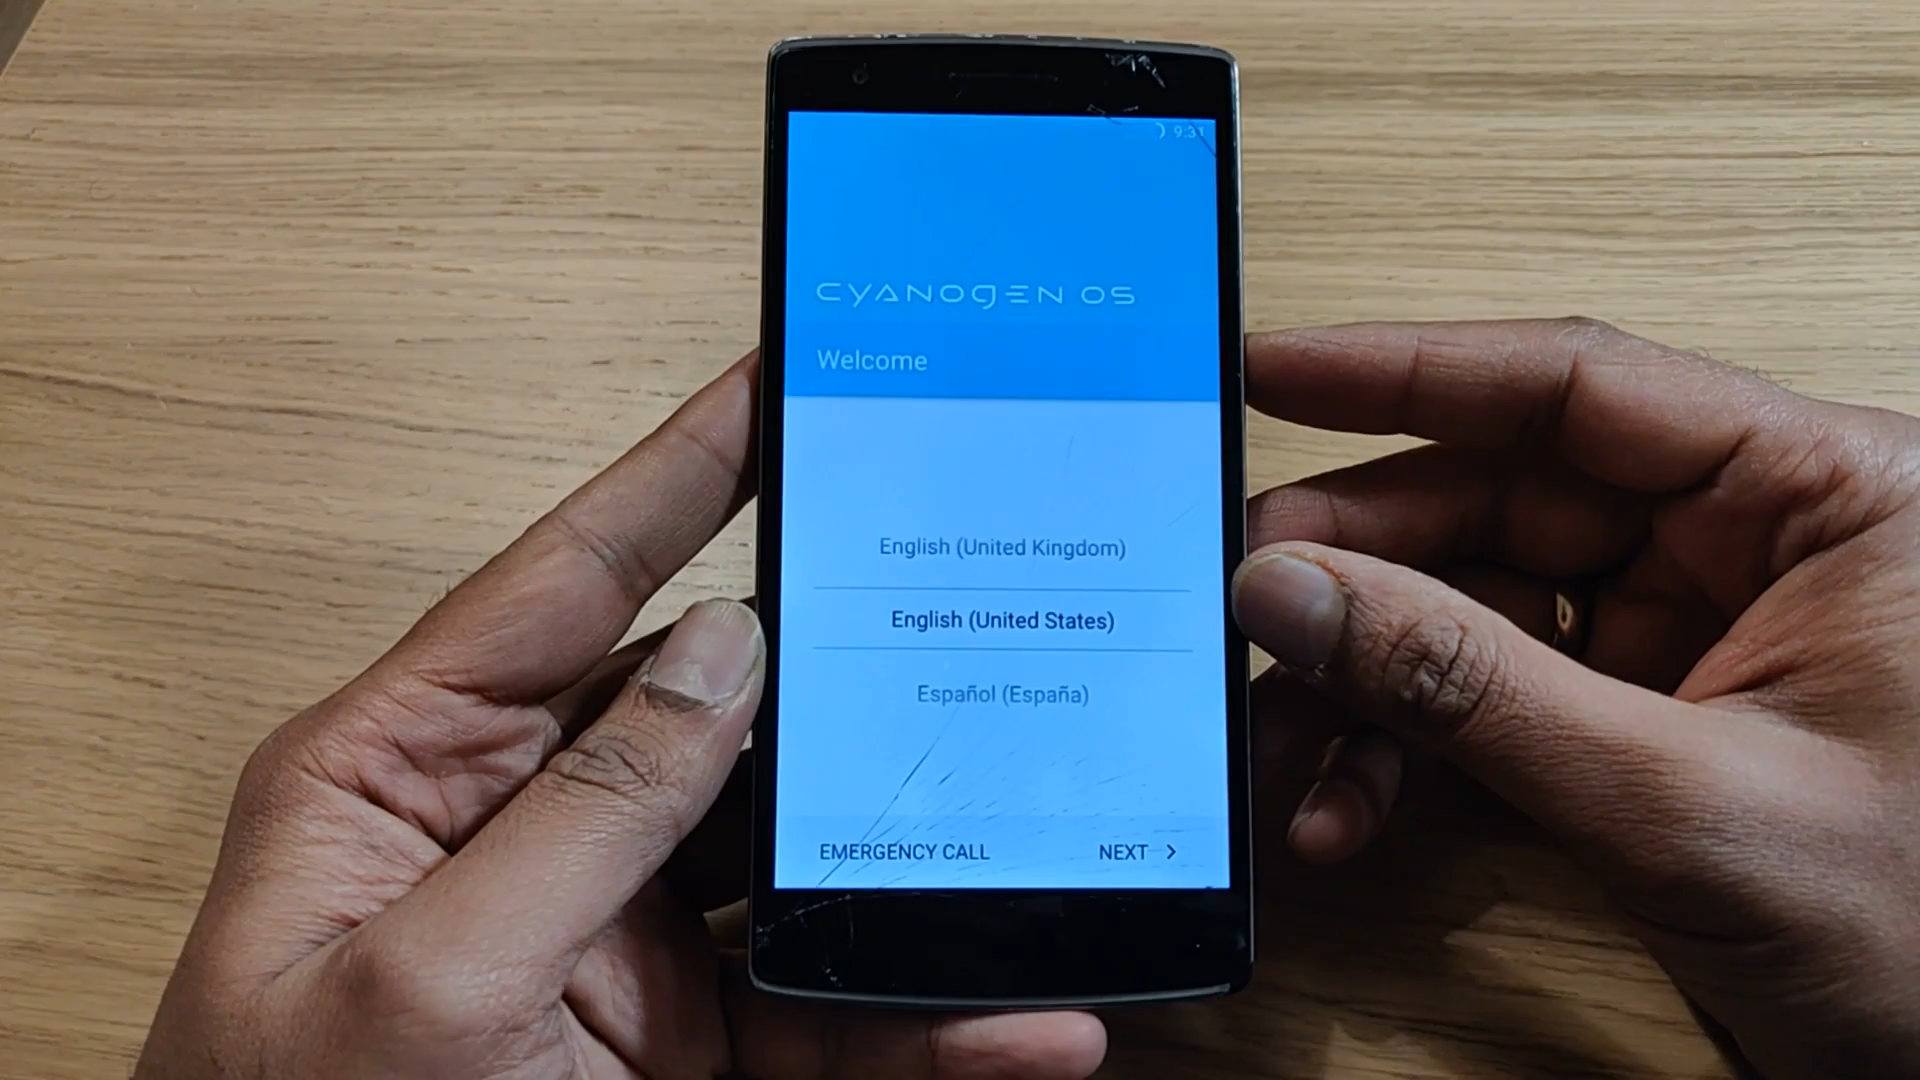 9:31
CYANOGEN OS
Welcome
English (United Kingdom)
English (United States)
Español (España)
EMERGENCY CALL
NEXT >